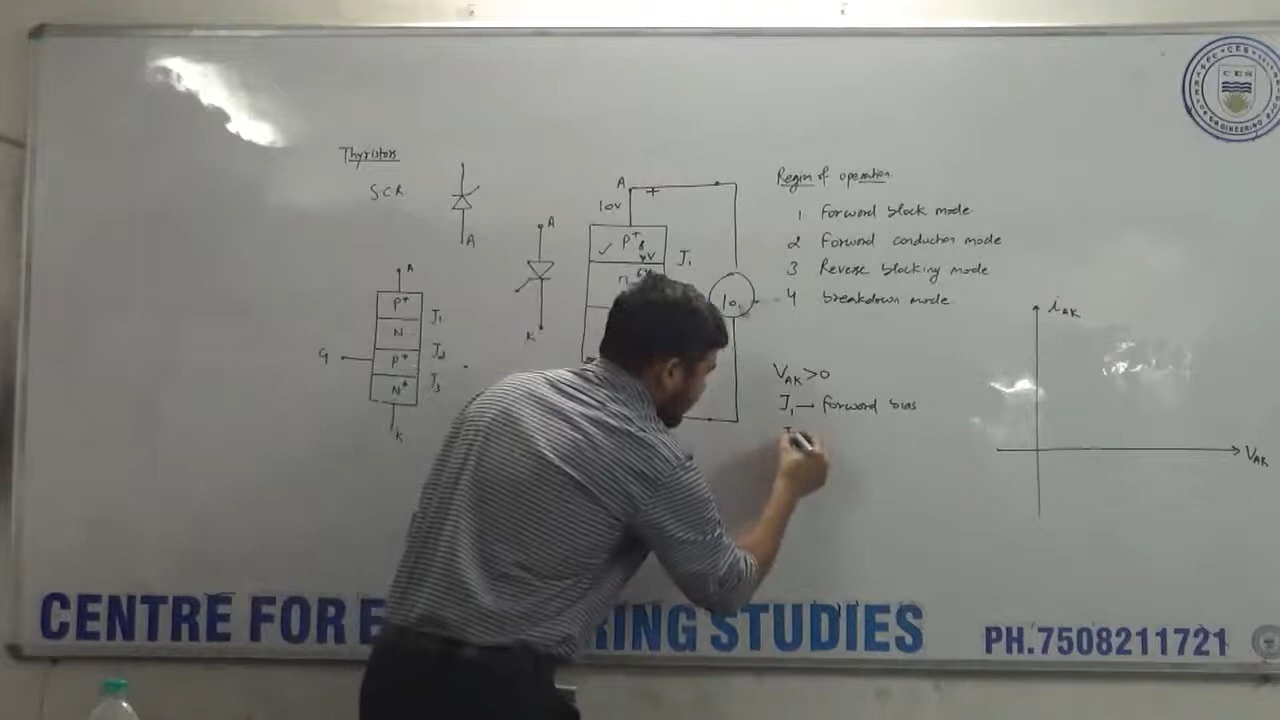 Thyristors
SCR
A
A
P+
N
P+
N+
J1
J2
J3
G
K
A
K
A
+
10V
✓ P+
n
J1
10
Region of operation
1 Forward block mode
2 Forward conduction mode
3 Reverse blocking mode
4 breakdown mode
VAK>0
J1 → forward bias
iAK
VAK
CES
CENTRE FOR E RING STUDIES
PH.7508211721